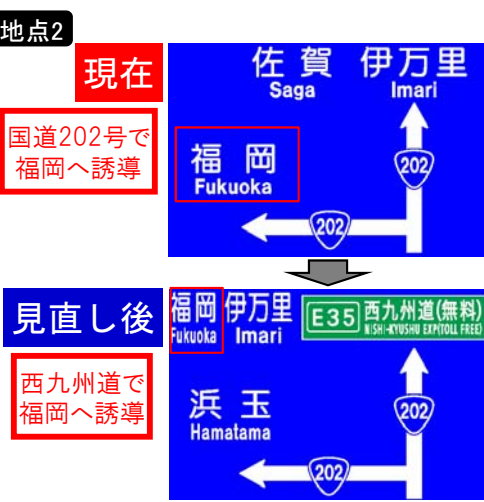 地点2
現在
国道202号で
福岡へ誘導
佐賀 伊万里
Saga Imari
福岡
Fukuoka
202
202
見直し後
西九州道で
福岡へ誘導
福岡 伊万里 E35 西九州道(無料)
Fukuoka Imari NISHI-KYUSHU EXP(TOLL FREE)
浜玉
Hamatama
202
202